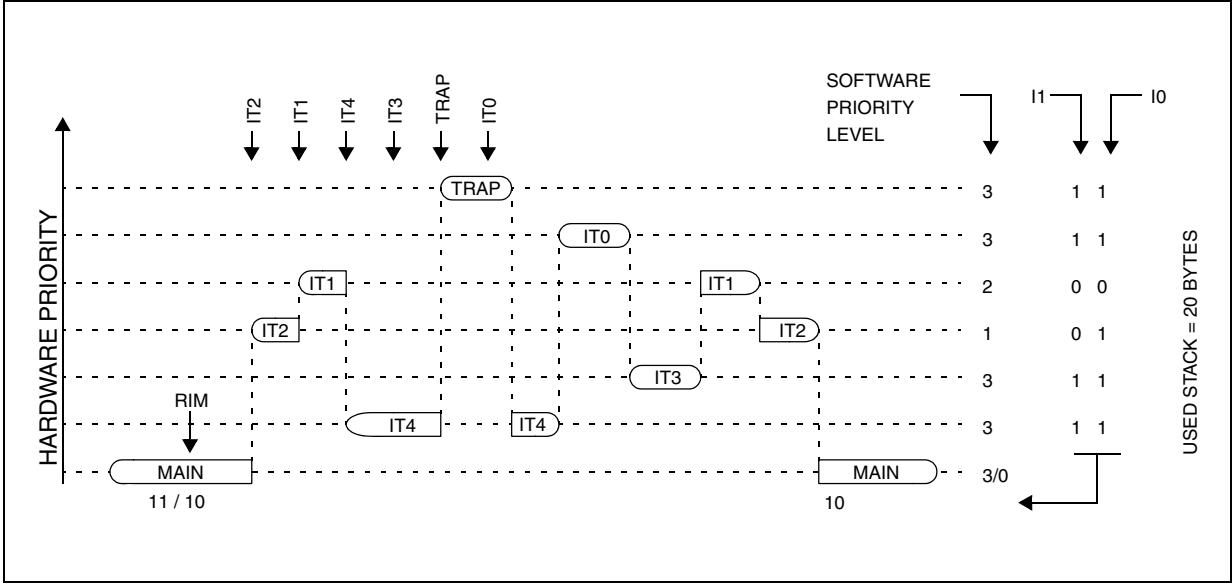 SOFTWARE
PRIORITY
LEVEL
I1
I0
IT2
IT1
IT4
IT3
TRAP
IT0
HARDWARE PRIORITY
TRAP
3
1 1
IT0
3
1 1
IT1
IT1
2
0 0
IT2
IT2
1
0 1
IT3
3
1 1
RIM
IT4
IT4
3
1 1
MAIN
MAIN
3/0
11 / 10
10
USED STACK = 20 BYTES